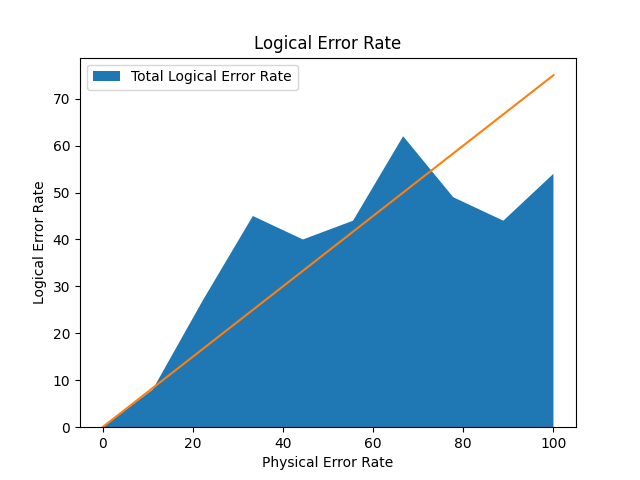 Logical Error Rate
Total Logical Error Rate
Logical Error Rate
70
60
50
40
30
20
10
0
0 20 40 60 80 100
Physical Error Rate